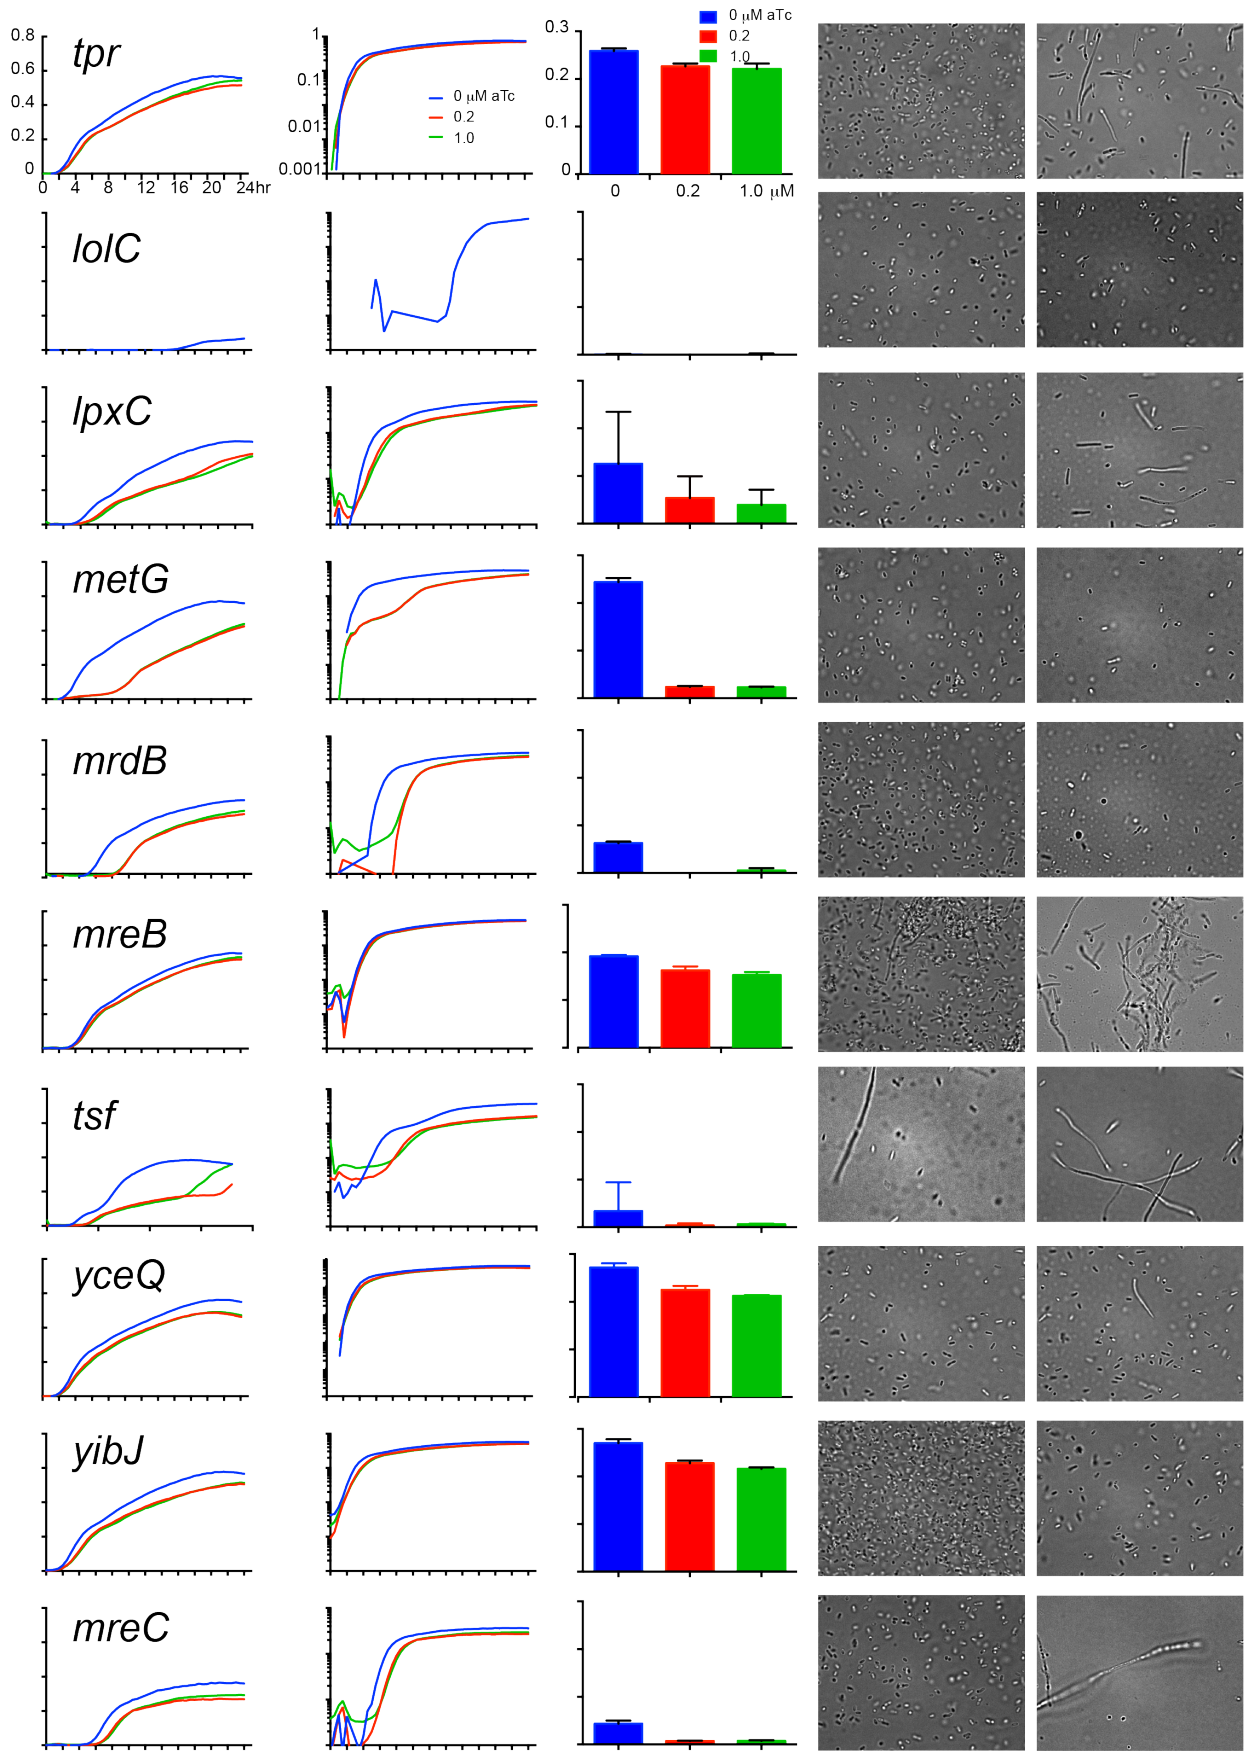 tpr
0.8
0.6
0.4
0.2
0
0 4 8 12 16 20 24hr
1
0.1
0.01
0.001
0 μM aTc
0.2
1.0
0.3
0.2
0.1
0
0 μM aTc
0.2
1.0
0 0.2 1.0 μM
lolC
lpxC
metG
mrdB
mreB
tsf
yceQ
yibJ
mreC